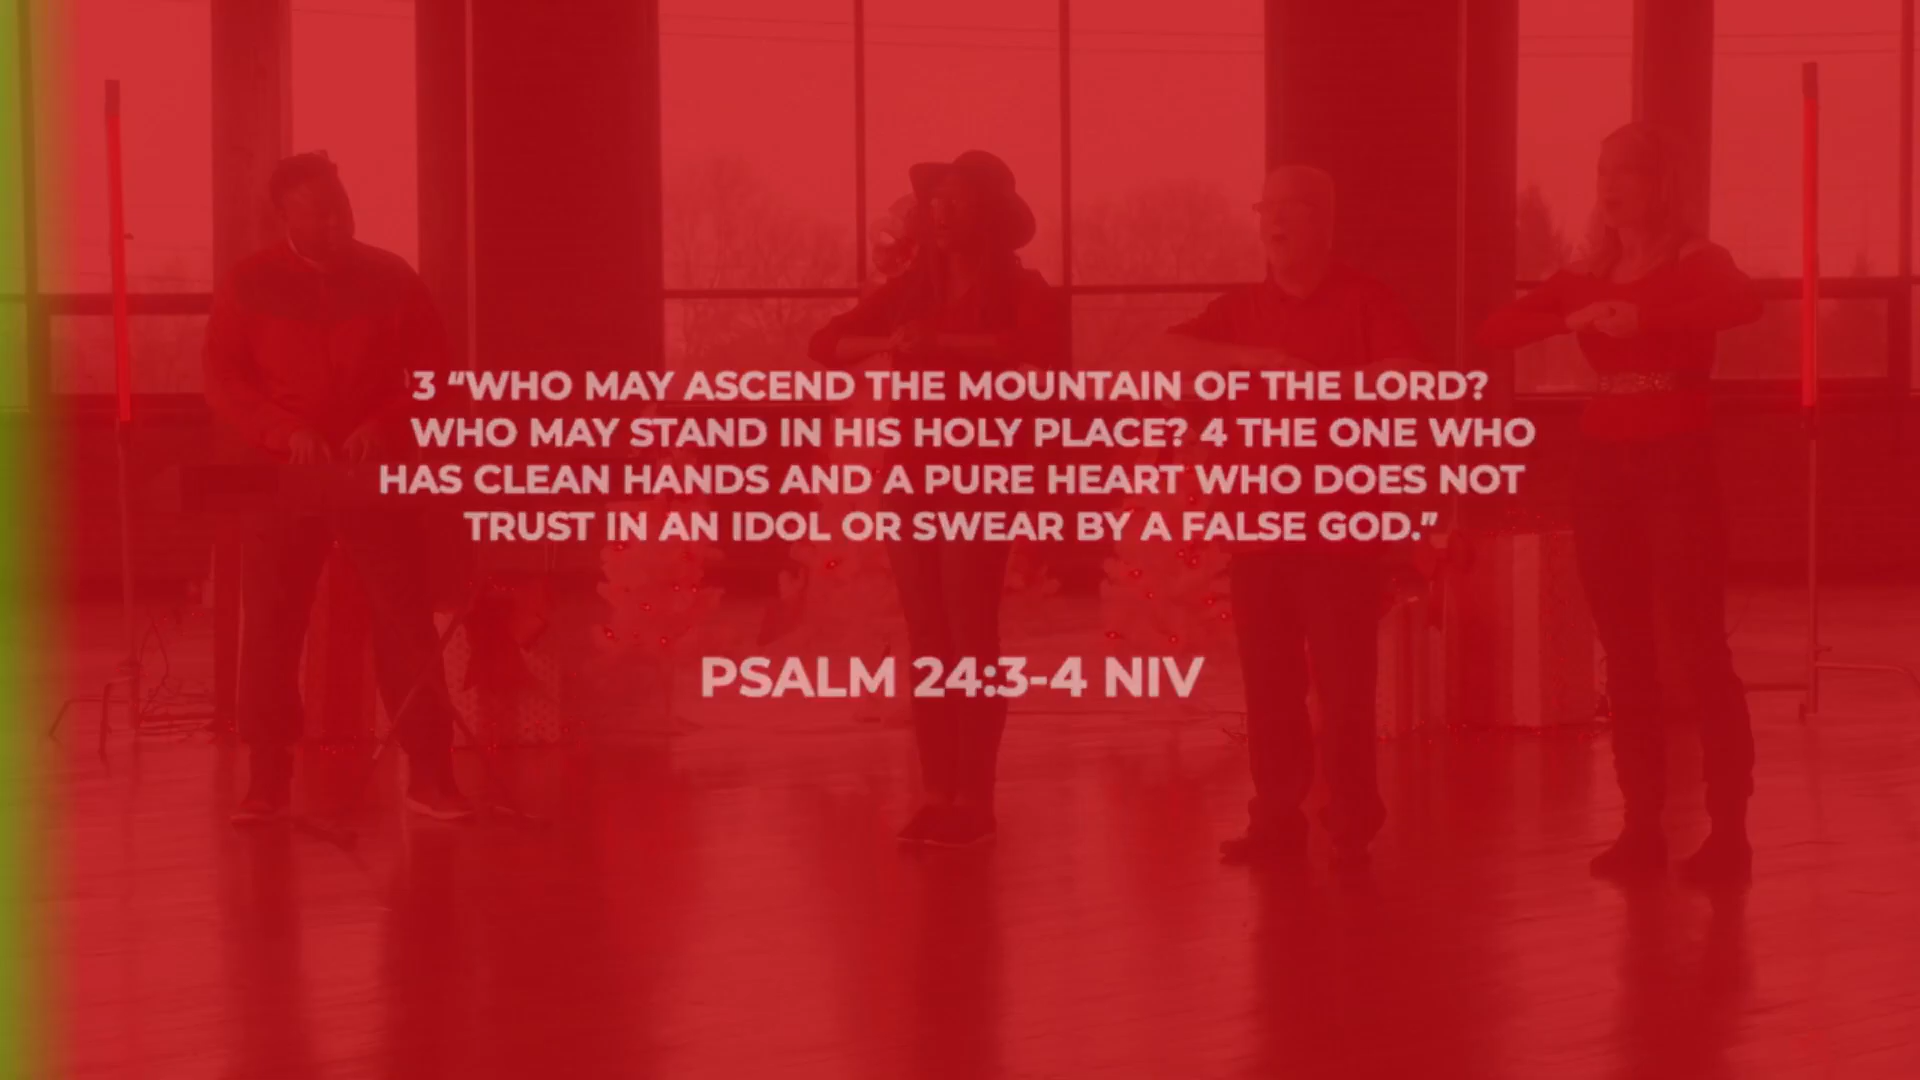 3 “WHO MAY ASCEND THE MOUNTAIN OF THE LORD?
WHO MAY STAND IN HIS HOLY PLACE? 4 THE ONE WHO
HAS CLEAN HANDS AND A PURE HEART WHO DOES NOT
TRUST IN AN IDOL OR SWEAR BY A FALSE GOD.”
PSALM 24:3-4 NIV